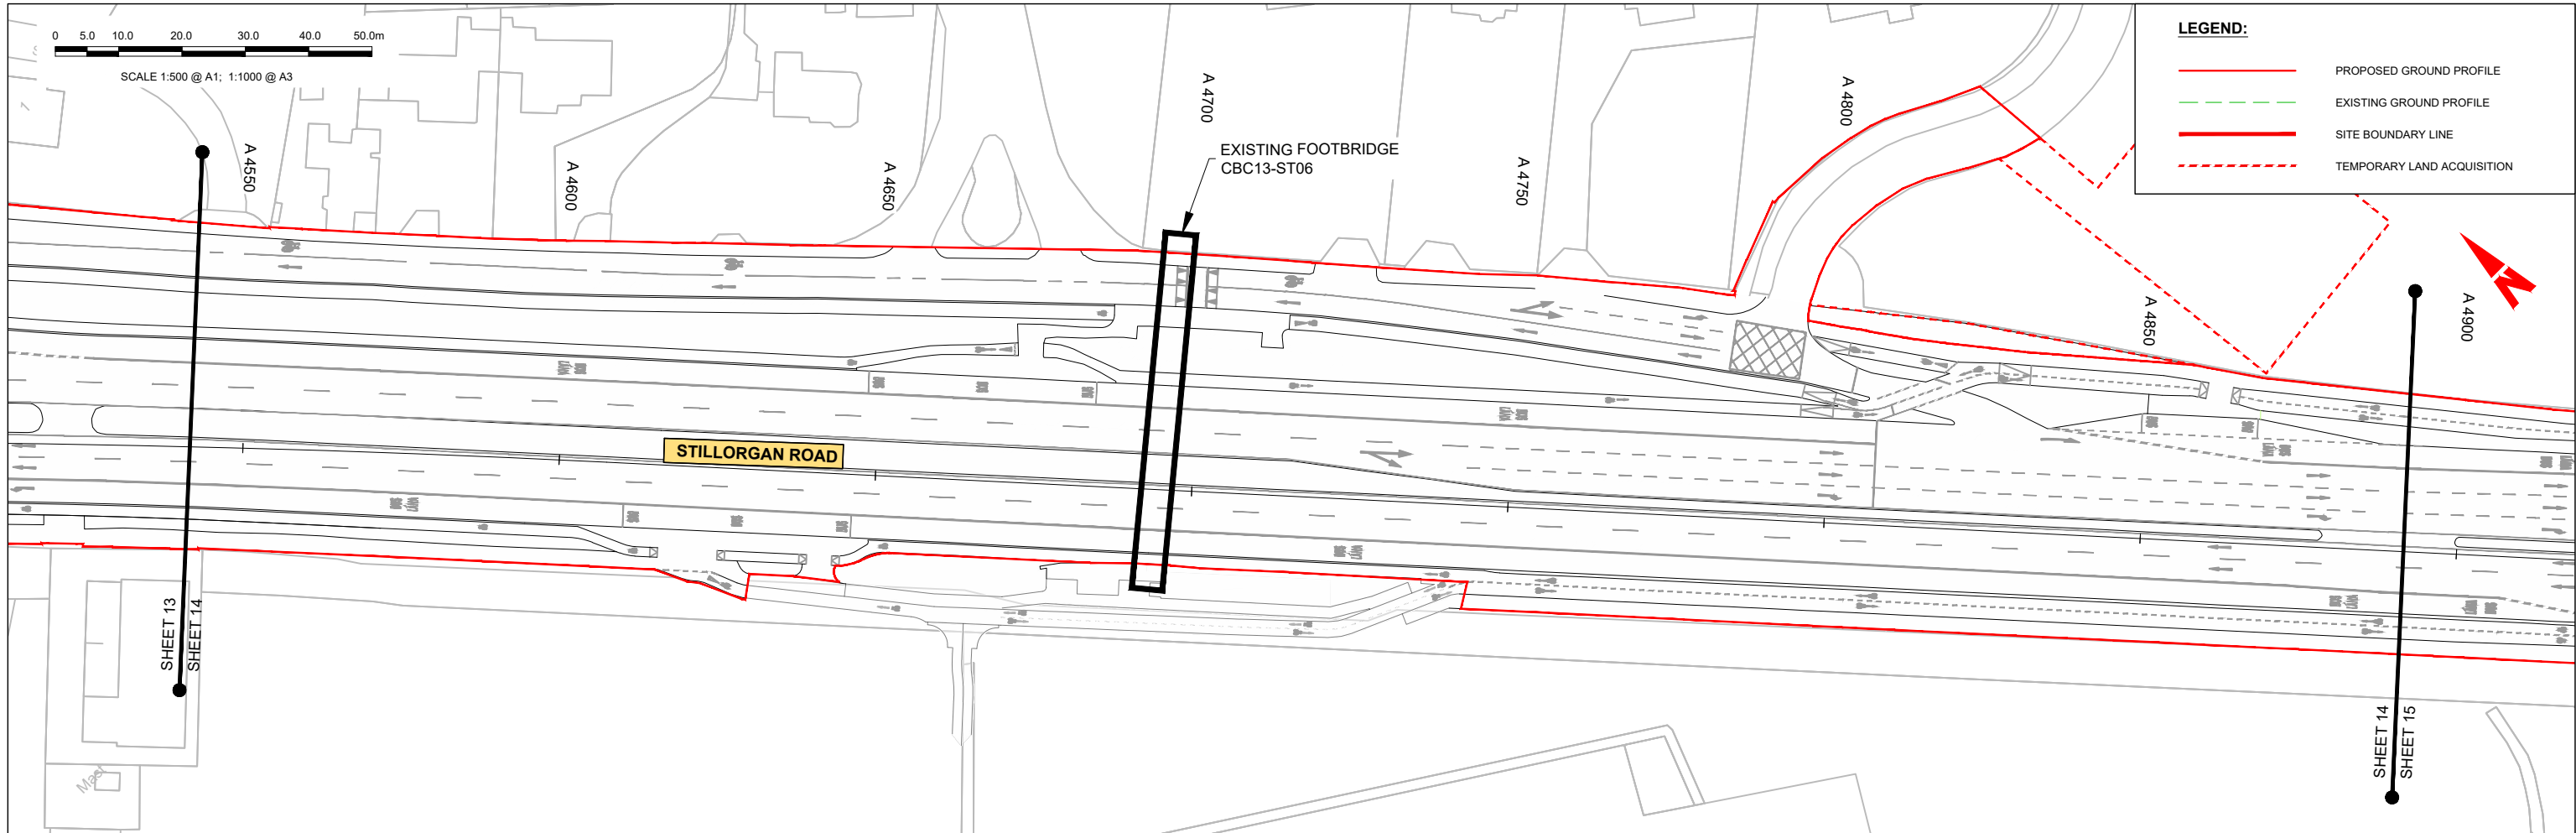 0 5.0 10.0 20.0 30.0 40.0 50.0m
SCALE 1:500 @ A1; 1:1000 @ A3
LEGEND:
PROPOSED GROUND PROFILE
EXISTING GROUND PROFILE
SITE BOUNDARY LINE
TEMPORARY LAND ACQUISITION
A 4550
A 4600
A 4650
A 4700
A 4750
A 4800
A 4850
A 4900
EXISTING FOOTBRIDGE
CBC13-ST06
STILLORGAN ROAD
SHEET 13
SHEET 14
SHEET 14
SHEET 15
N
Mast